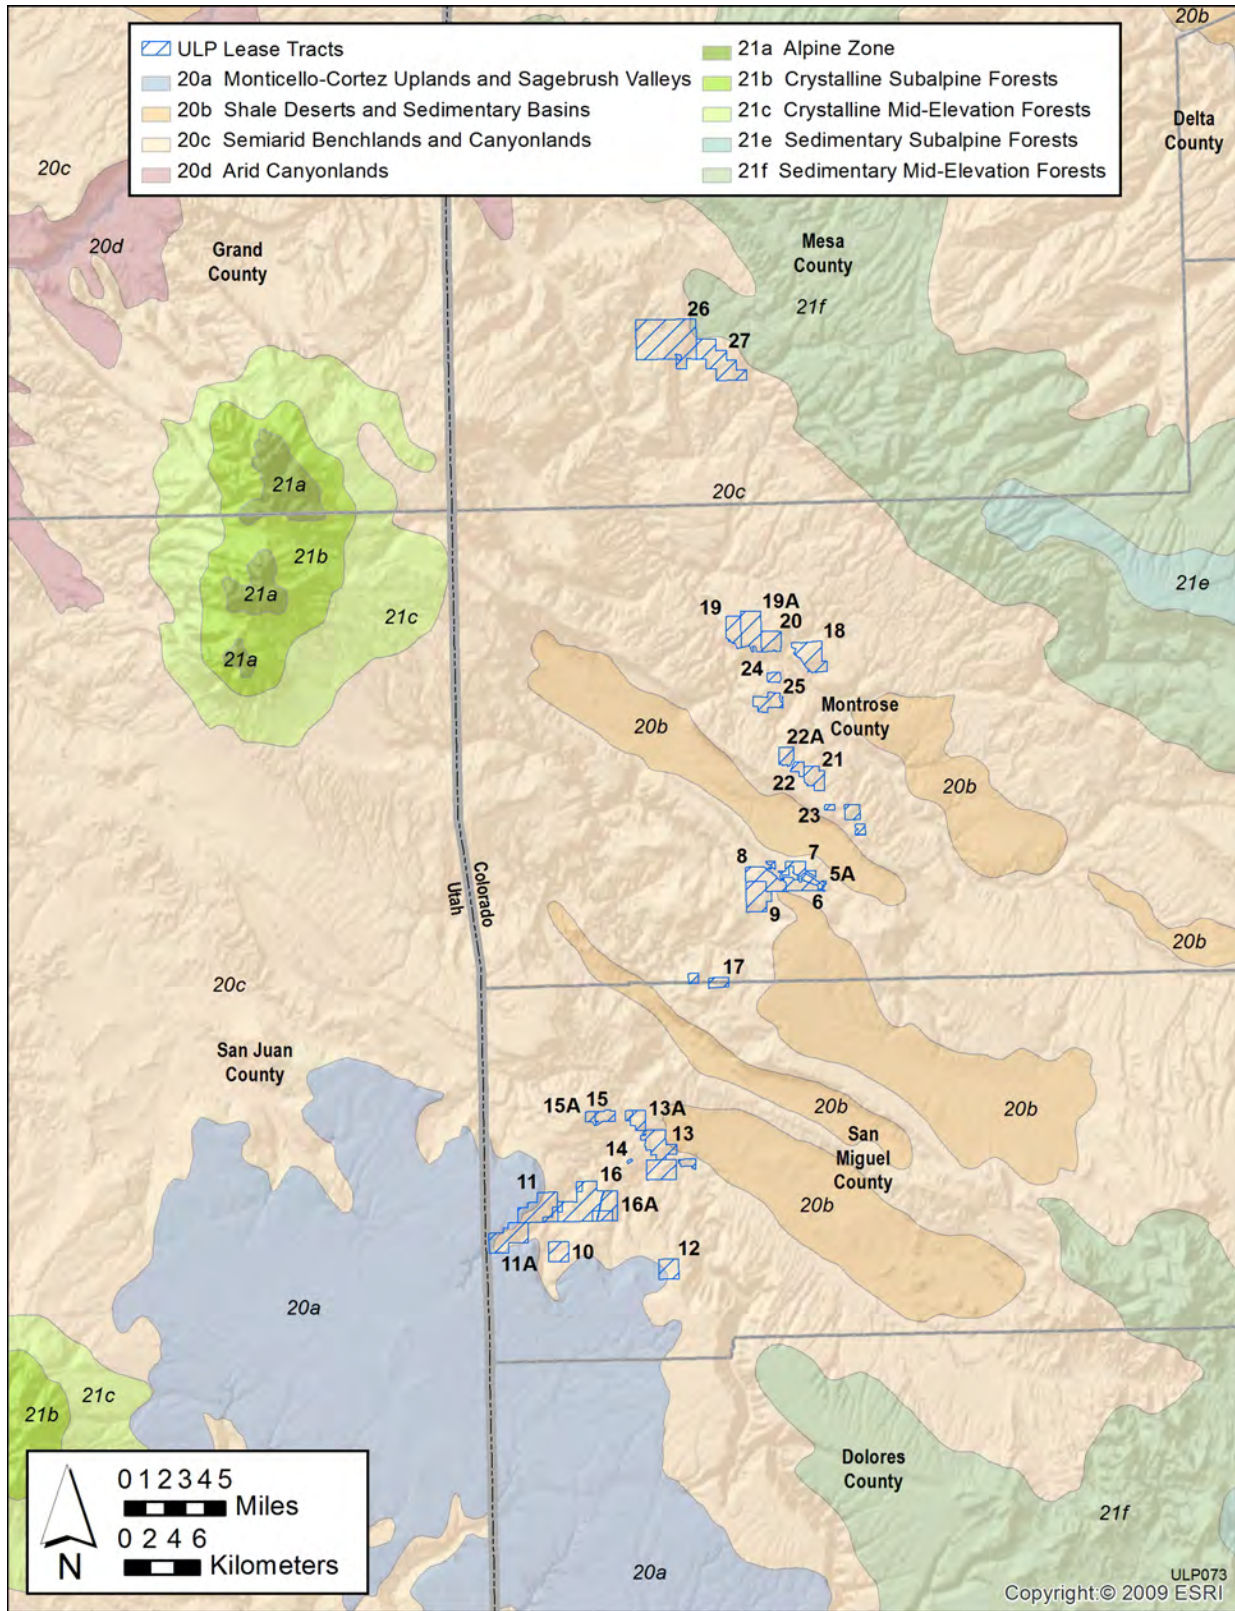 20b
ULP Lease Tracts
20a Monticello-Cortez Uplands and Sagebrush Valleys
20b Shale Deserts and Sedimentary Basins
20c Semiarid Benchlands and Canyonlands
20d Arid Canyonlands
21a Alpine Zone
21b Crystalline Subalpine Forests
21c Crystalline Mid-Elevation Forests
21e Sedimentary Subalpine Forests
21f Sedimentary Mid-Elevation Forests
Delta
County
20c
20d
Grand
County
Mesa
County
21f
26
27
21a
20c
21b
21e
21a
21c
19
19A
20
18
21a
24
25
Montrose
County
20b
22A
21
22
20b
23
8
7
5A
6
9
Colorado
Utah
20b
17
20c
San Juan
County
15A
15
13A
20b
20b
13
San
Miguel
County
14
16
11
16A
20b
10
12
11A
20a
21c
21b
Dolores
County
21f
20a
0 1 2 3 4 5
Miles
0 2 4 6
Kilometers
N
ULP073
Copyright:© 2009 ESRI